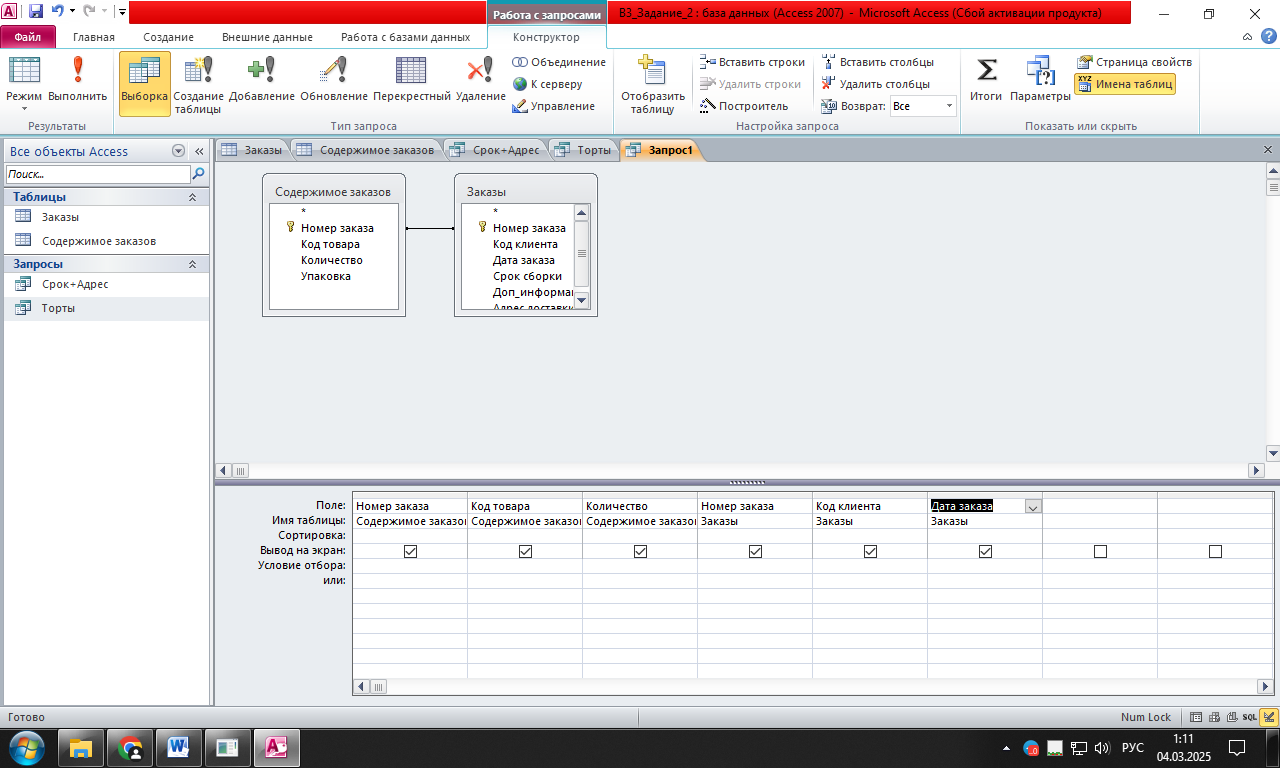 Работа с запросами
В3_Задание_2 : база данных (Access 2007) - Microsoft Access (Сбой активации продукта)
Файл Главная Создание Внешние данные Работа с базами данных Конструктор
Режим Выполнить Выборка Создание таблицы Добавление Обновление Перекрестный Удаление
Объединение
К серверу
Управление
Отобразить таблицу
Вставить строки
Удалить строки
Построитель
Вставить столбцы
Удалить столбцы
Возврат: Все
Итоги Параметры
Страница свойств
Имена таблиц
Результаты Тип запроса Настройка запроса Показать или скрыть
Все объекты Access
Поиск...
Таблицы
Заказы
Содержимое заказов
Запросы
Срок+Адрес
Торты
Заказы Содержимое заказов Срок+Адрес Торты Запрос1
Содержимое заказов
*
Номер заказа
Код товара
Количество
Упаковка
Заказы
*
Номер заказа
Код клиента
Дата заказа
Срок сборки
Доп_информа
Адрес доставки
Поле: Номер заказа Код товара Количество Номер заказа Код клиента Дата заказа
Имя таблицы: Содержимое заказов Содержимое заказов Содержимое заказов Заказы Заказы Заказы
Сортировка:
Вывод на экран:
Условие отбора:
или:
Готово Num Lock SQL
РУС 1:11
04.03.2025